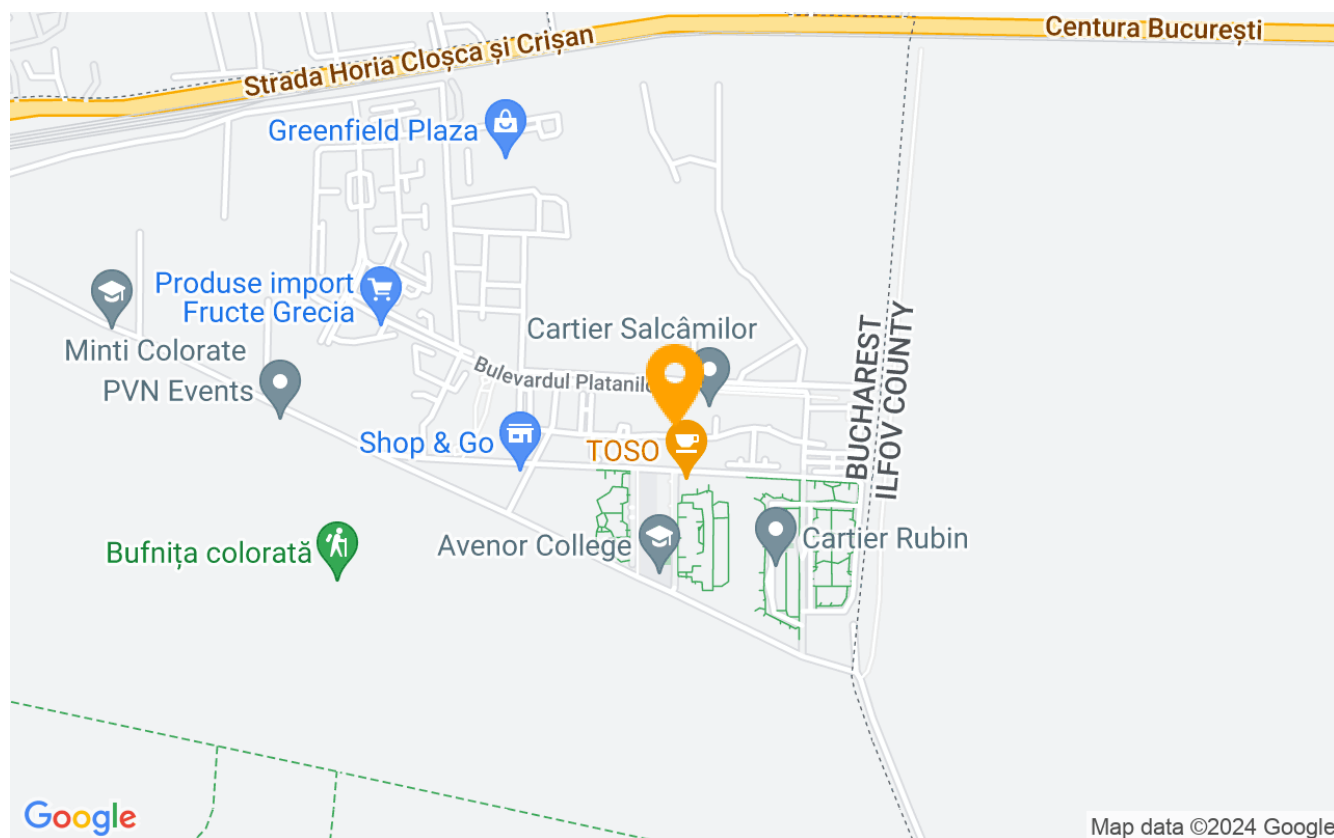 Centura București
Strada Horia Cloșca și Crișan
Greenfield Plaza
Produse import
Fructe Grecia
Minti Colorate
PVN Events
Cartier Salcâmilor
Bulevardul Platanilo
BUCHAREST
ILFOV COUNTY
Shop & Go
TOSO
Avenor College
Cartier Rubin
Bufnița colorată
Google
Map data ©2024 Google